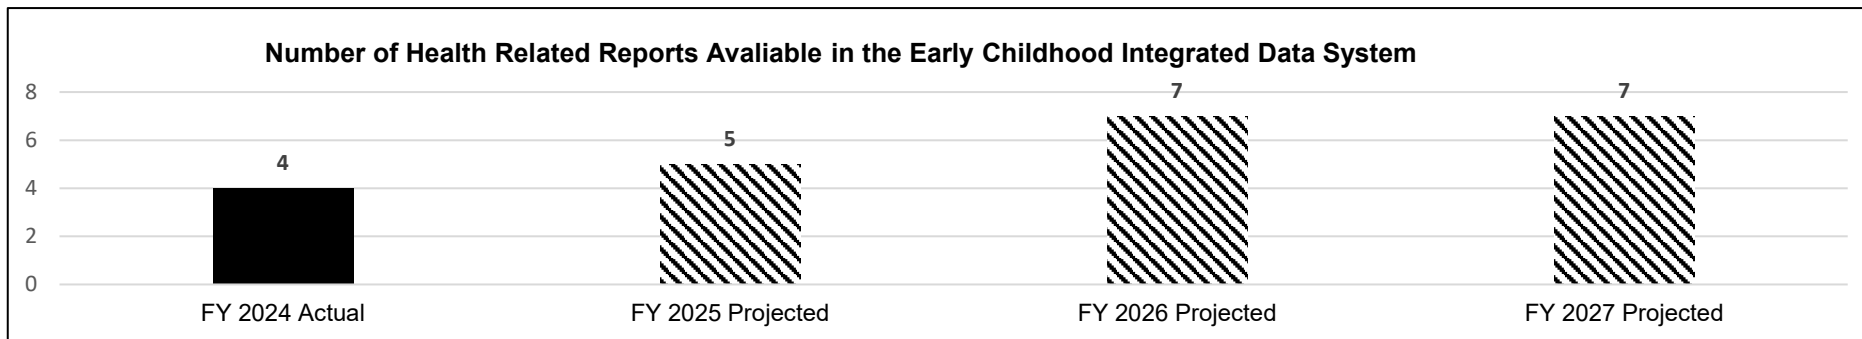 Number of Health Related Reports Avaliable in the Early Childhood Integrated Data System
8
6
4
2
0
4
5
7
7
FY 2024 Actual
FY 2025 Projected
FY 2026 Projected
FY 2027 Projected